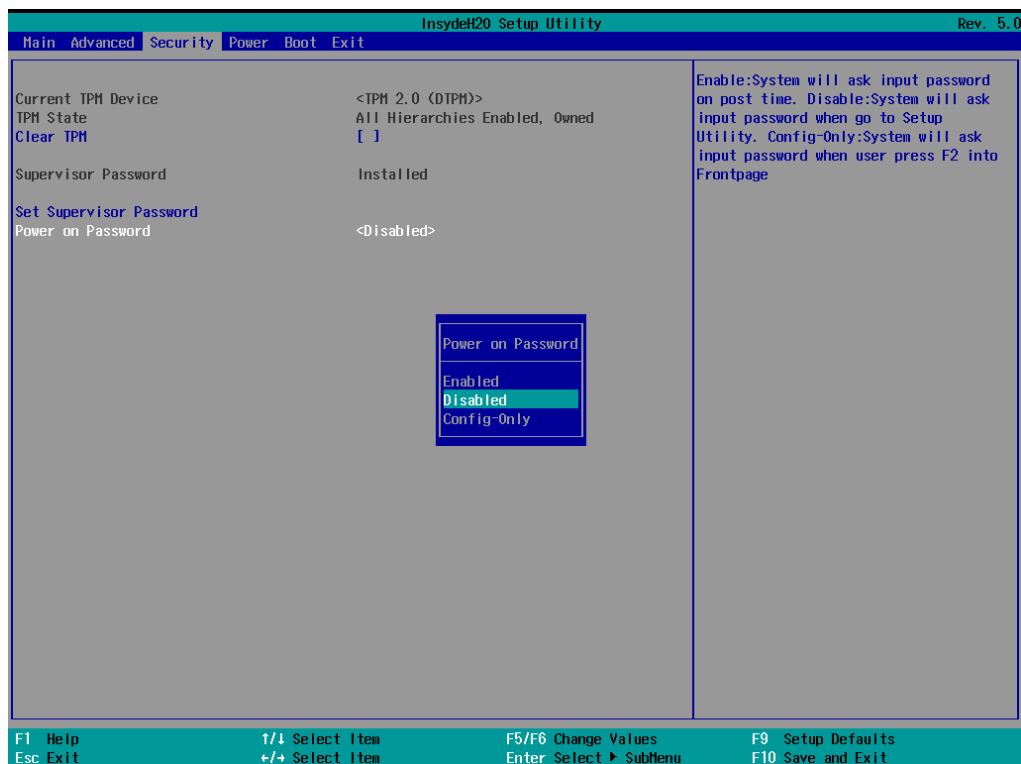 InsydeH20 Setup Utility Rev. 5.0
Main Advanced Security Power Boot Exit
Current TPM Device <TPM 2.0 (DTPM)>
TPM State All Hierarchies Enabled, Owned
Clear TPM [ ]
Supervisor Password Installed
Set Supervisor Password
Power on Password <Disabled>
Enable:System will ask input password
on post time. Disable:System will ask
input password when go to Setup
Utility. Config-Only:System will ask
input password when user press F2 into
Frontpage
Power on Password
Enabled
Disabled
Config-Only
F1 Help ↑/↓ Select Item F5/F6 Change Values F9 Setup Defaults
Esc Exit ←/→ Select Item Enter Select ▶ SubMenu F10 Save and Exit